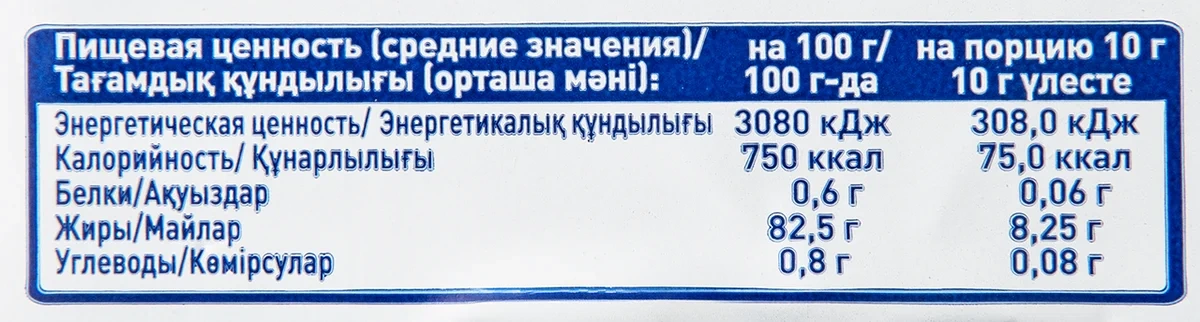 Пищевая ценность (средние значения)/ на 100 г/ на порцию 10 г
Тағамдық құндылығы (орташа мәні): 100 г-да 10 г үлесте
Энергетическая ценность/ Энергетикалық құндылығы 3080 кДж 308,0 кДж
Калорийность/ Құнарлылығы 750 ккал 75,0 ккал
Белки/Ақуыздар 0,6 г 0,06 г
Жиры/Майлар 82,5 г 8,25 г
Углеводы/Көмірсулар 0,8 г 0,08 г